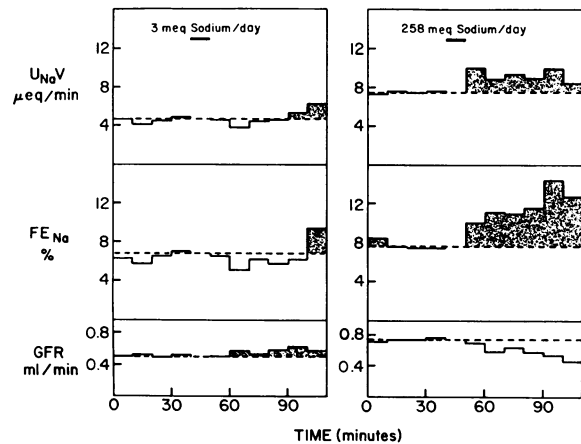 3 meq Sodium/day
258 meq Sodium/day
UNaV
μeq/min
12
8
4
12
8
4
FENa
%
12
8
4
12
8
4
GFR
ml/min
0.8
0.4
0.8
0.4
0 30 60 90
0 30 60 90
TIME (minutes)